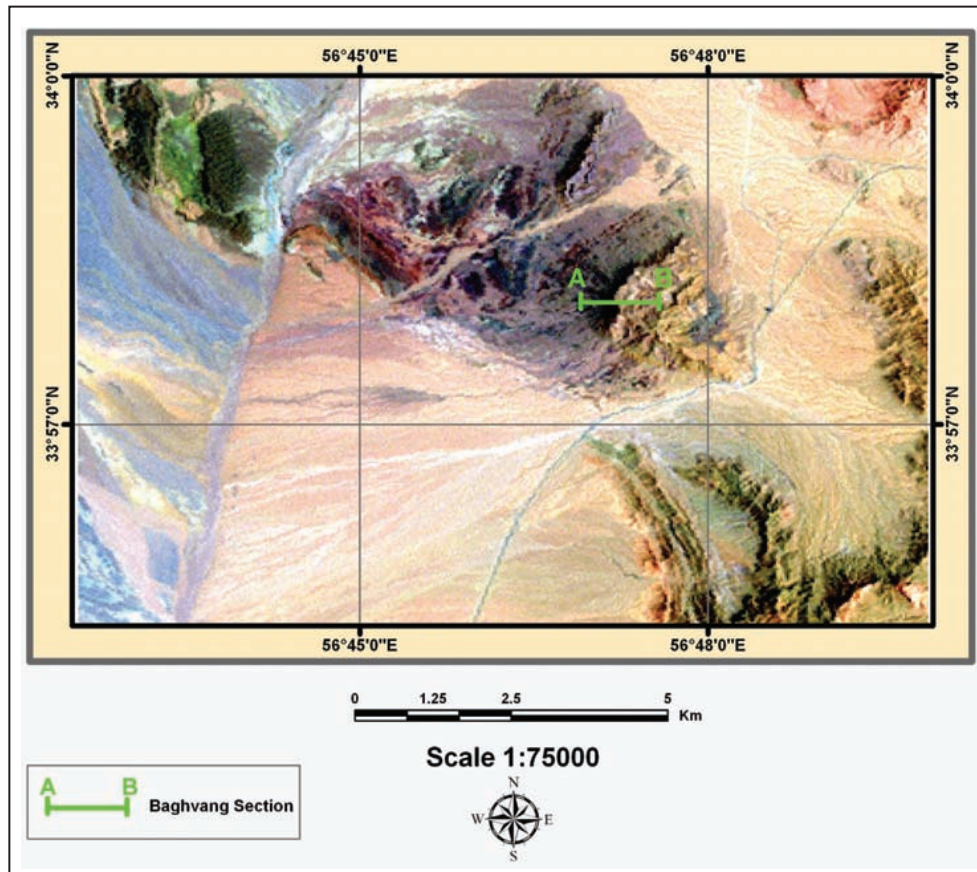 56°45'0"E 56°48'0"E
34°0'0"N 34°0'0"N
A B
33°57'0"N 33°57'0"N
56°45'0"E 56°48'0"E
0 1.25 2.5 5
Km
Scale 1:75000
A B
Baghvang Section
N
W E
S